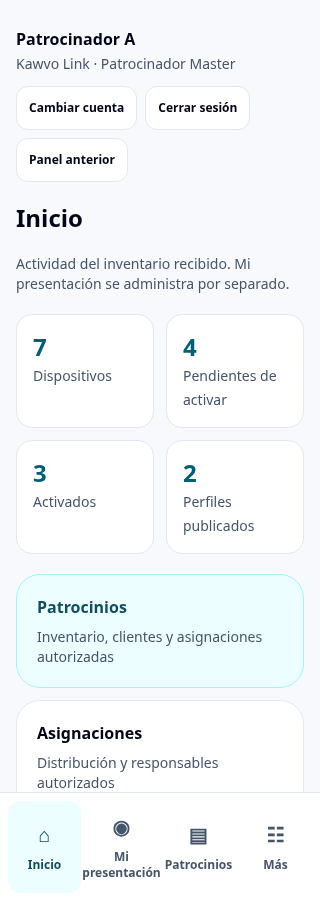 Patrocinador A
Kawvo Link · Patrocinador Master
Cambiar cuenta
Cerrar sesión
Panel anterior
Inicio
Actividad del inventario recibido. Mi
presentación se administra por separado.
7
Dispositivos
4
Pendientes de
activar
3
Activados
2
Perfiles
publicados
Patrocinios
Inventario, clientes y asignaciones
autorizadas
Asignaciones
Distribución y responsables
autorizados
Inicio
Mi
presentación
Patrocinios
Más